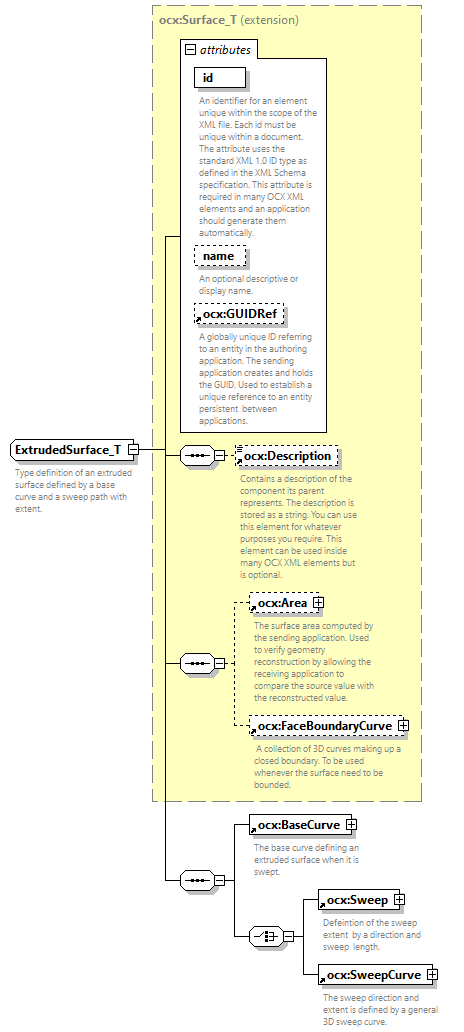 ocx:Surface_T (extension)
attributes
id
An identifier for an element
unique within the scope of the
XML file. Each id must be
unique within a document.
The attribute uses the
standard XML 1.0 ID type as
defined in the XML Schema
specification. This attribute is
required in many OCX XML
elements and an application
should generate them
automatically.
name
An optional descriptive or
display name.
ocx:GUIDRef
A globally unique ID referring
to an entity in the authoring
application. The sending
application creates and holds
the GUID. Used to establish a
unique reference to an entity
persistent between
applications.
ExtrudedSurface_T
Type definition of an extruded
surface defined by a base
curve and a sweep path with
extent.
ocx:Description
Contains a description of the
component its parent
represents. The description is
stored as a string. You can use
this element for whatever
purposes you require. This
element can be used inside
many OCX XML elements but
is optional.
ocx:Area
The surface area computed by
the sending application. Used
to verify geometry
reconstruction by allowing the
receiving application to
compare the source value with
the reconstructed value.
ocx:FaceBoundaryCurve
A collection of 3D curves making up a
closed boundary. To be used
whenever the surface need to be
bounded.
ocx:BaseCurve
The base curve defining an
extruded surface when it is
swept.
ocx:Sweep
Defeintion of the sweep
extent by a direction and
sweep length.
ocx:SweepCurve
The sweep direction and
extent is defined by a general
3D sweep curve.